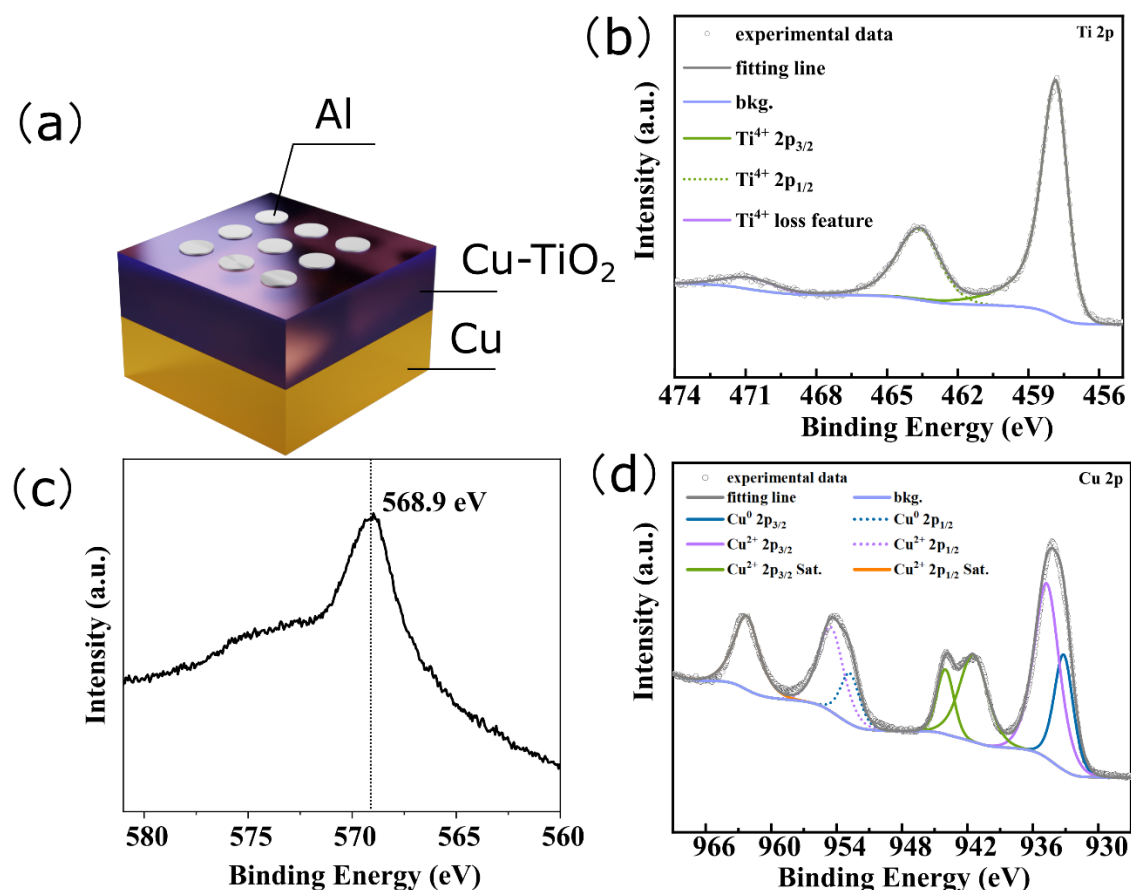 (a)
Al
Cu-TiO₂
Cu
(b)
Ti 2p
experimental data
fitting line
bkg.
Ti⁴⁺ 2p₃/₂
Ti⁴⁺ 2p₁/₂
Ti⁴⁺ loss feature
Intensity (a.u.)
474 471 468 465 462 459 456
Binding Energy (eV)
(c)
568.9 eV
Intensity (a.u.)
580 575 570 565 560
Binding Energy (eV)
(d)
Cu 2p
experimental data
fitting line bkg.
Cu⁰ 2p₃/₂ Cu⁰ 2p₁/₂
Cu²⁺ 2p₃/₂ Cu²⁺ 2p₁/₂
Cu²⁺ 2p₃/₂ Sat. Cu²⁺ 2p₁/₂ Sat.
Intensity (a.u.)
966 960 954 948 942 936 930
Binding Energy (eV)